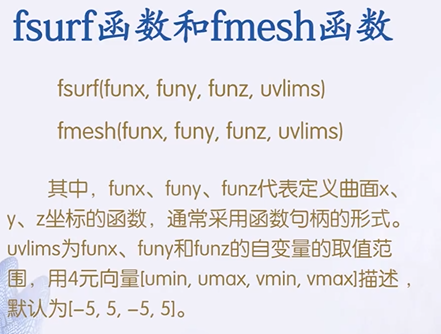 fsurf函数和fmesh函数
fsurf(funx, funy, funz, uvlims)
fmesh(funx, funy, funz, uvlims)
其中，funx、funy、funz代表定义曲面x、
y、z坐标的函数，通常采用函数句柄的形式。
uvlims为funx、funy和funz的自变量的取值范
围，用4元向量[umin, umax, vmin, vmax]描述，
默认为[-5, 5, -5, 5]。